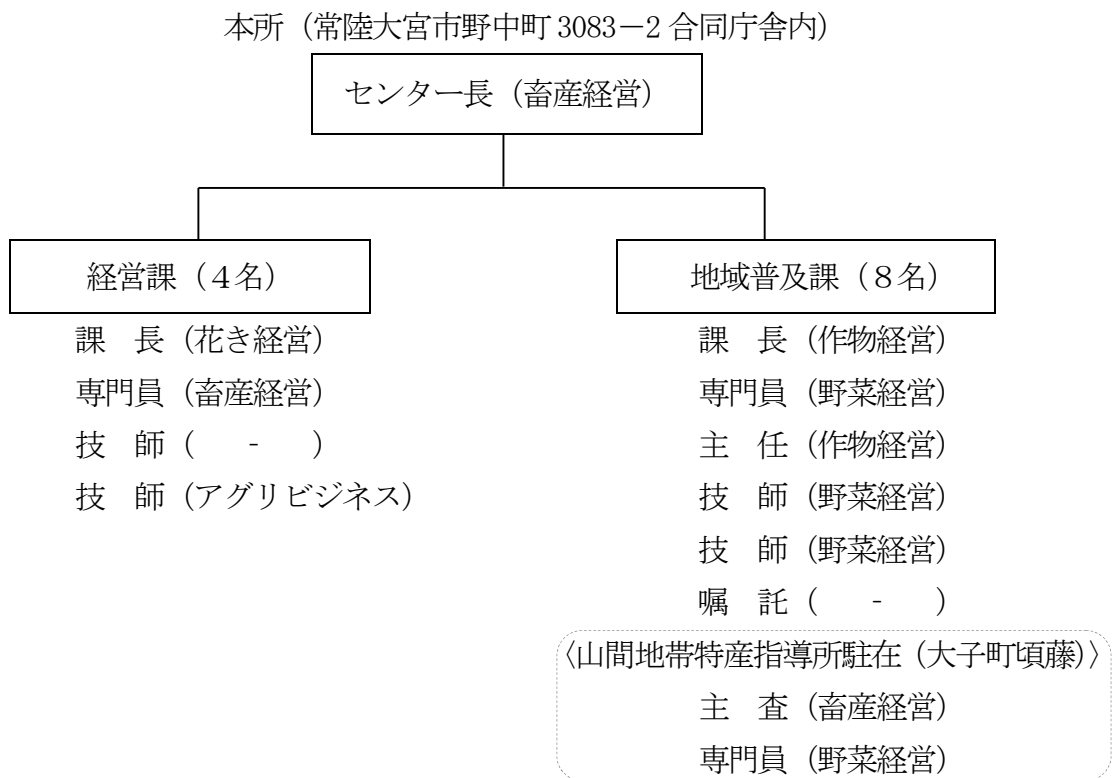 本所（常陸大宮市野中町 3083－2 合同庁舎内）
センター長（畜産経営）
経営課（４名）
課　長（花き経営）
専門員（畜産経営）
技　師（　 - 　）
技　師（アグリビジネス）
地域普及課（８名）
課　長（作物経営）
専門員（野菜経営）
主　任（作物経営）
技　師（野菜経営）
技　師（野菜経営）
嘱　託（　 - 　）
〈山間地帯特産指導所駐在（大子町頃藤）〉
主　査（畜産経営）
専門員（野菜経営）